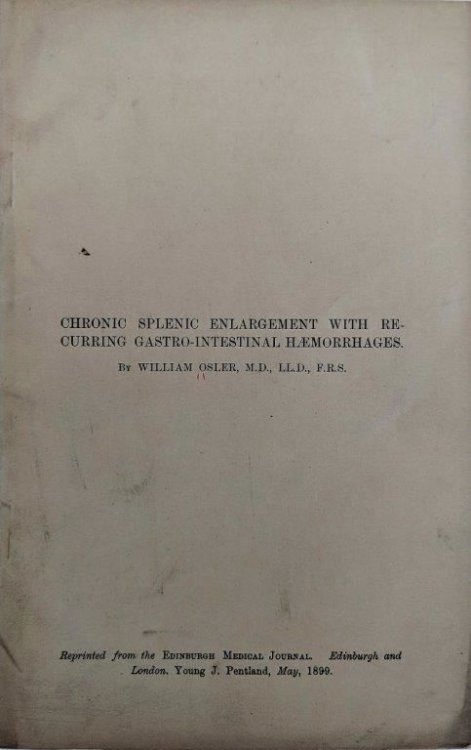 CHRONIC SPLENIC ENLARGEMENT WITH RE-
CURRING GASTRO-INTESTINAL HÆMORRHAGES.
By WILLIAM OSLER, M.D., LL.D., F.R.S.
Reprinted from the EDINBURGH MEDICAL JOURNAL. Edinburgh and
London. Young J. Pentland, May, 1899.